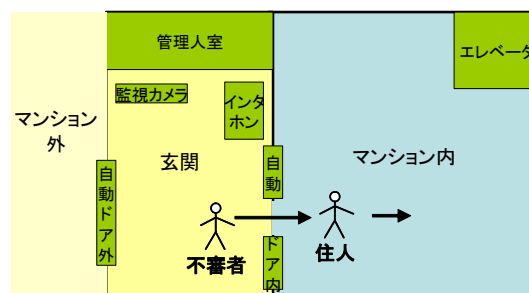 管理人室
エレベータ
監視カメラ
インタ
ホン
マンション
外
玄関
自動
マンション内
自動ドア外
不審者
住人
ドア内